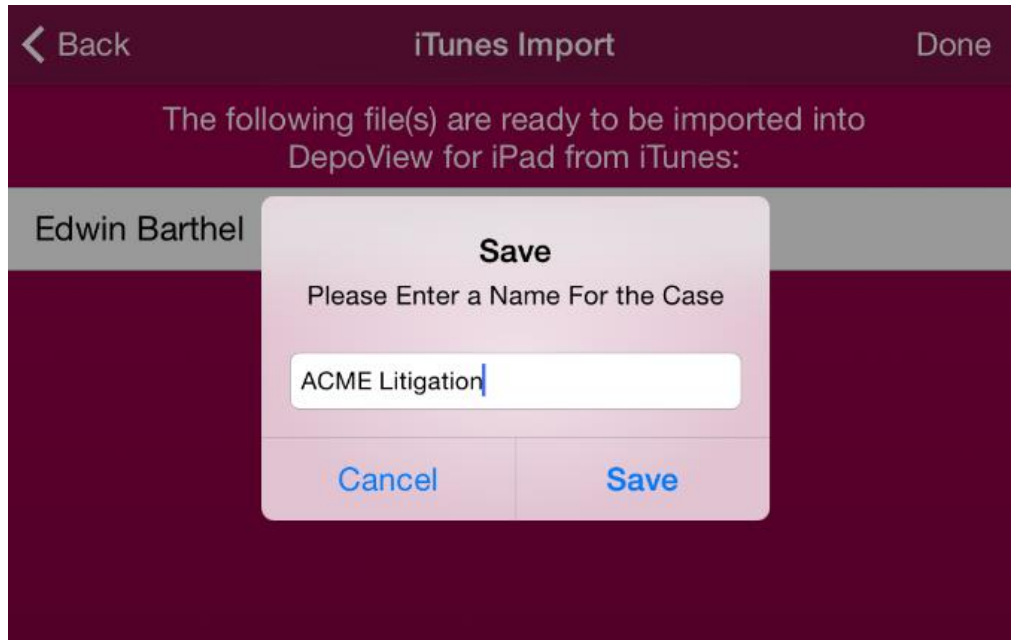 Back
iTunes Import
Done
The following file(s) are ready to be imported into
DepoView for iPad from iTunes:
Edwin Barthel
Save
Please Enter a Name For the Case
ACME Litigation
Cancel
Save